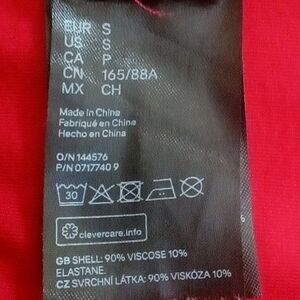 EUR S
US S
CA P
CN 165/88A
MX CH
Made in China
Fabriqué en Chine
Hecho en China
O/N 144576
P/N 0717740 9
30
clevercare.info
GB SHELL: 90% VISCOSE 10%
ELASTANE.
CZ SVRCHNÍ LÁTKA: 90% VISKÓZA 10%